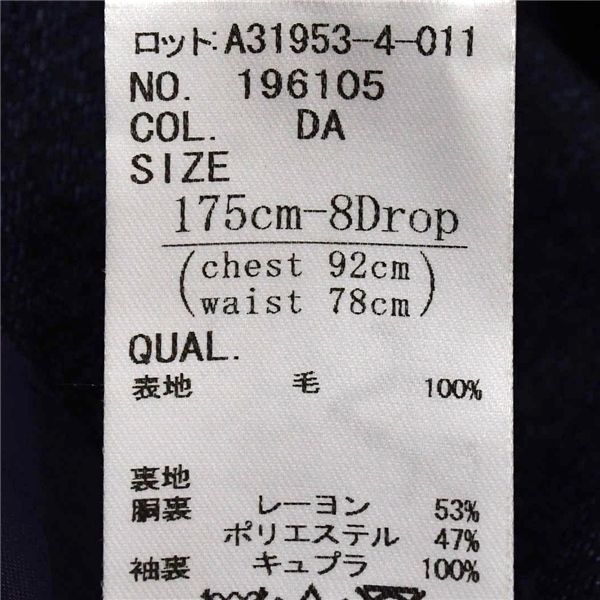 ロット:A31953-4-011
NO. 196105
COL. DA
SIZE
175cm-8Drop
(chest 92cm
waist 78cm)
QUAL.
表地 毛 100%
裏地
胴裏 レーヨン 53%
ポリエステル 47%
袖裏 キュプラ 100%